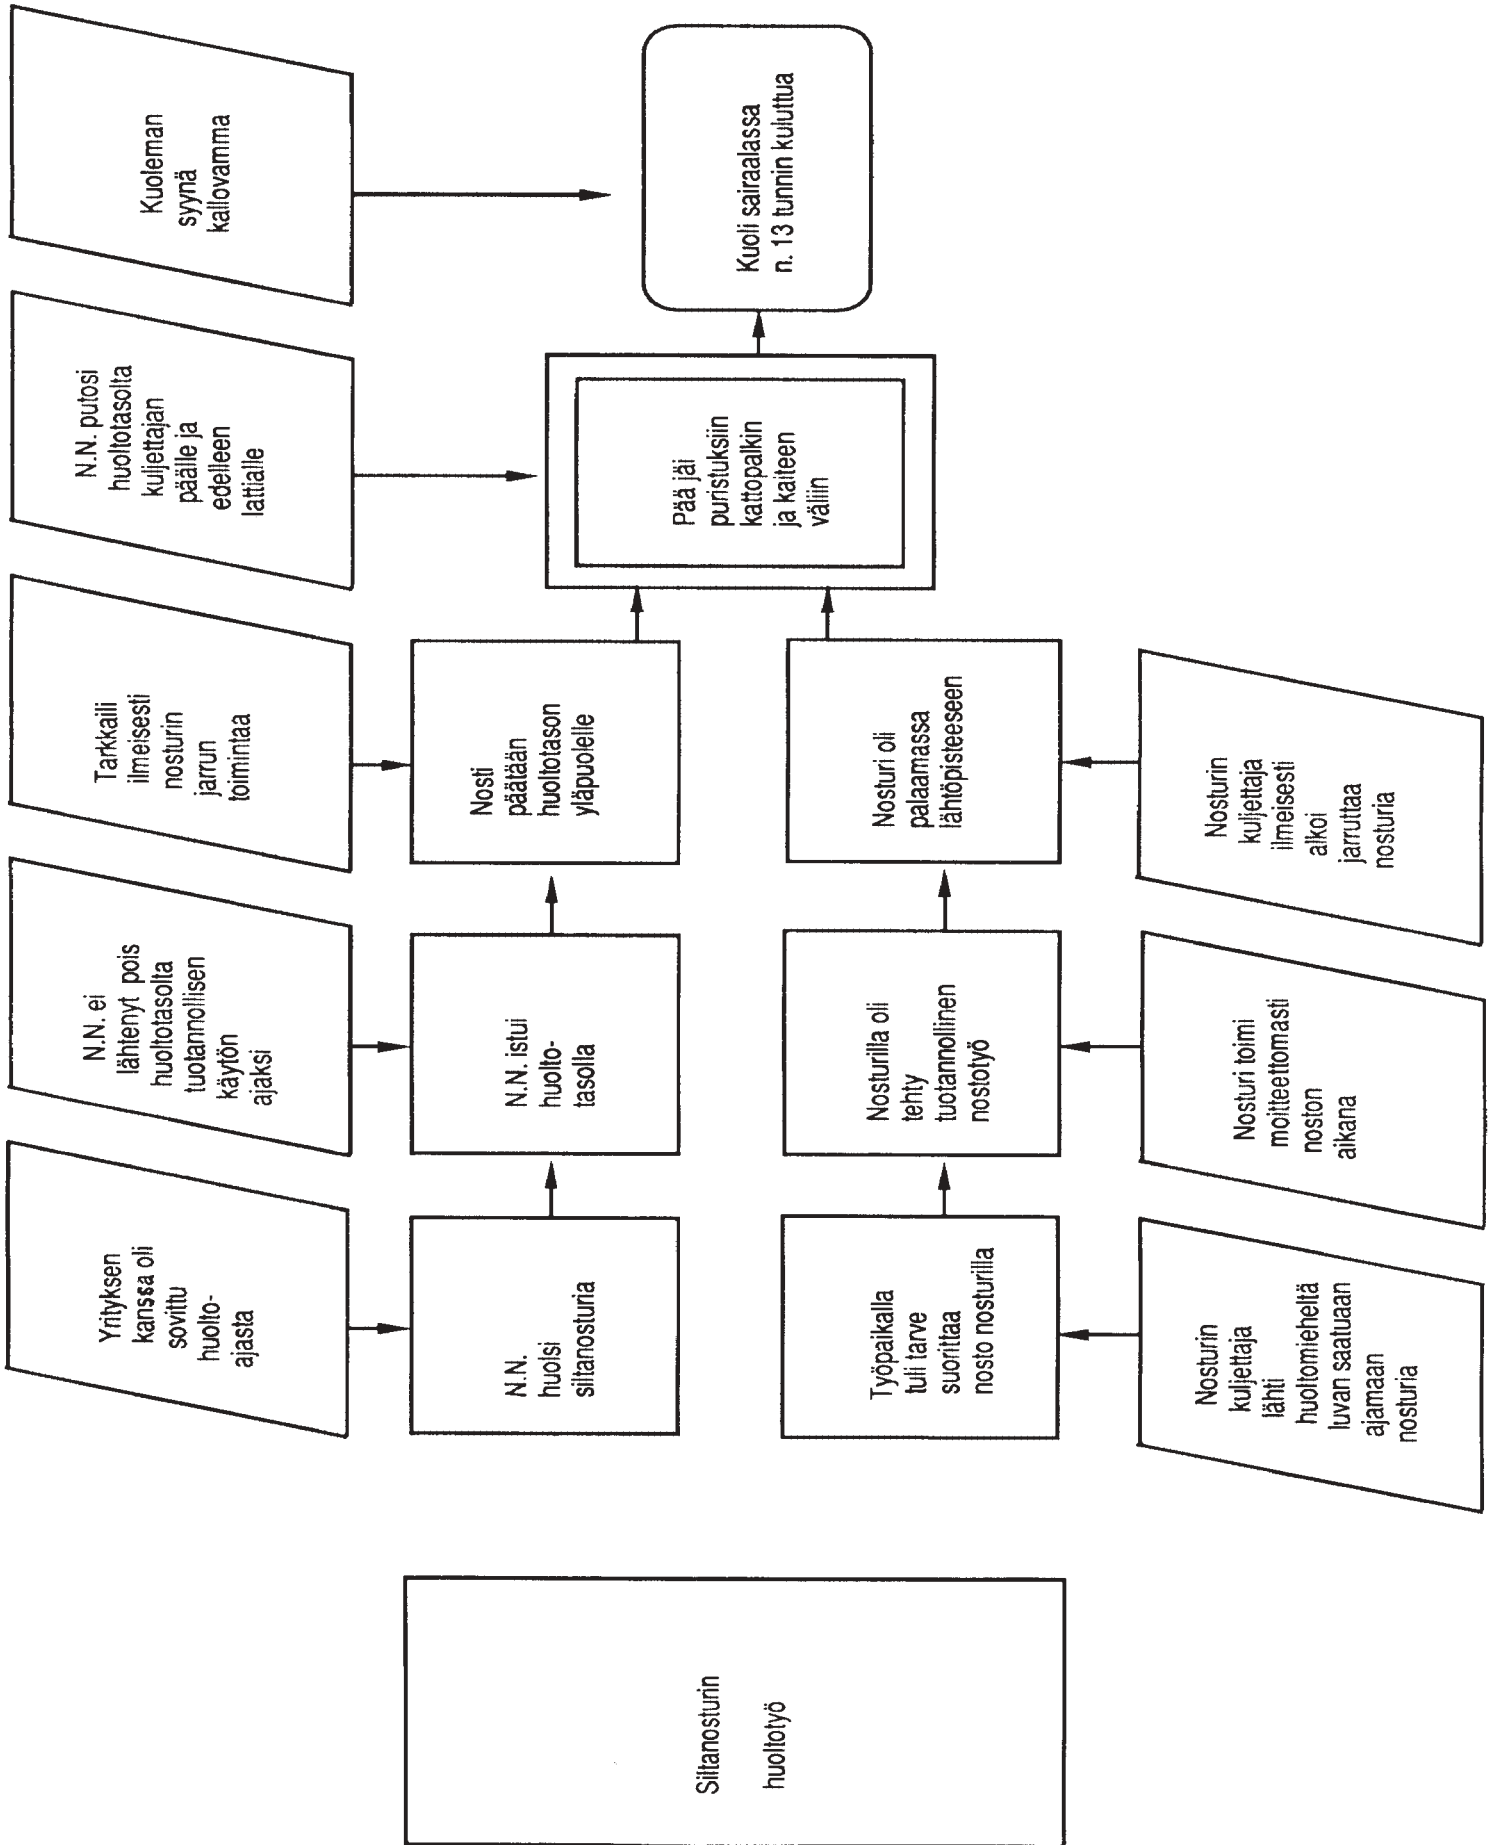 Yrityksen
kanssa oli
sovittu
huolto-
ajasta
N.N. ei
lähtenyt pois
huoltotasolta
tuotannollisen
käytön
ajaksi
Tarkkaili
ilmeisesti
nosturin
jarrun
toimintaa
N.N. putosi
huoltotasolta
kuljettajan
päälle ja
edelleen
lattialle
Kuoleman
syynä
kallovamma
N.N.
huolsi
siltanosturia
N.N. istui
huolto-
tasolla
Nosti
päätään
huoltotason
yläpuolelle
Pää jäi
puristuksiin
kattopalkin
ja kaiteen
väliin
Kuoli sairaalassa
n. 13 tunnin kuluttua
Siltanosturin
huoltotyö
Työpaikalla
tuli tarve
suorittaa
nosto nosturilla
Nosturilla oli
tehty
tuotannollinen
nostotyö
Nosturi oli
palaamassa
lähtöpisteeseen
Nosturin
kuljettaja
lähti
huoltomieheltä
luvan saatuaan
ajamaan
nosturia
Nosturi toimi
moitteettomasti
noston
aikana
Nosturin
kuljettaja
ilmeisesti
alkoi
jarruttaa
nosturia